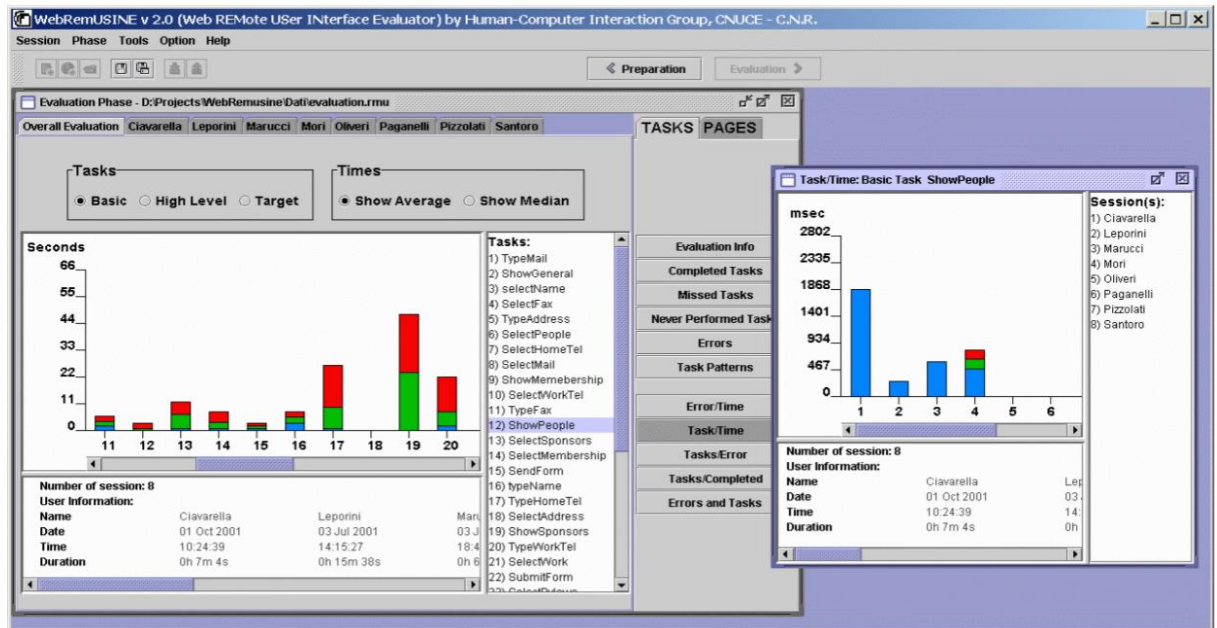 WebRemUSINE v 2.0 (Web REMote USer INterface Evaluator) by Human-Computer Interaction Group, CNUCE - C.N.R.
Session Phase Tools Option Help
Preparation Evaluation
Evaluation Phase - D:\Projects\WebRemusine\Dati\evaluation.rmu
Overall Evaluation Ciavarella Leporini Marucci Mori Oliveri Paganelli Pizzolati Santoro
Tasks
Basic High Level Target
Times
Show Average Show Median
Seconds
66
55
44
33
22
11
0
11 12 13 14 15 16 17 18 19 20
Tasks:
1) TypeMail
2) ShowGeneral
3) selectName
4) SelectFax
5) TypeAddress
6) SelectPeople
7) SelectHomeTel
8) SelectMail
9) ShowMemebership
10) SelectWorkTel
11) TypeFax
12) ShowPeople
13) SelectSponsors
14) SelectMembership
15) SendForm
16) typeName
17) TypeHomeTel
18) SelectAddress
19) ShowSponsors
20) TypeWorkTel
21) SelectWork
22) SubmitForm
Number of session: 8
User Information:
Name Ciavarella Leporini Maru
Date 01 Oct 2001 03 Jul 2001 03 J
Time 10:24:39 14:15:27 18:4
Duration 0h 7m 4s 0h 15m 38s 0h 6
TASKS PAGES
Evaluation Info
Completed Tasks
Missed Tasks
Never Performed Task
Errors
Task Patterns
Error/Time
Task/Time
Tasks/Error
Tasks/Completed
Errors and Tasks
Task/Time: Basic Task ShowPeople
msec
2802
2335
1868
1401
934
467
0
1 2 3 4 5 6
Session(s):
1) Ciavarella
2) Leporini
3) Marucci
4) Mori
5) Oliveri
6) Paganelli
7) Pizzolati
8) Santoro
Number of session: 8
User Information:
Name Ciavarella Lep
Date 01 Oct 2001 03
Time 10:24:39 14:
Duration 0h 7m 4s 0h